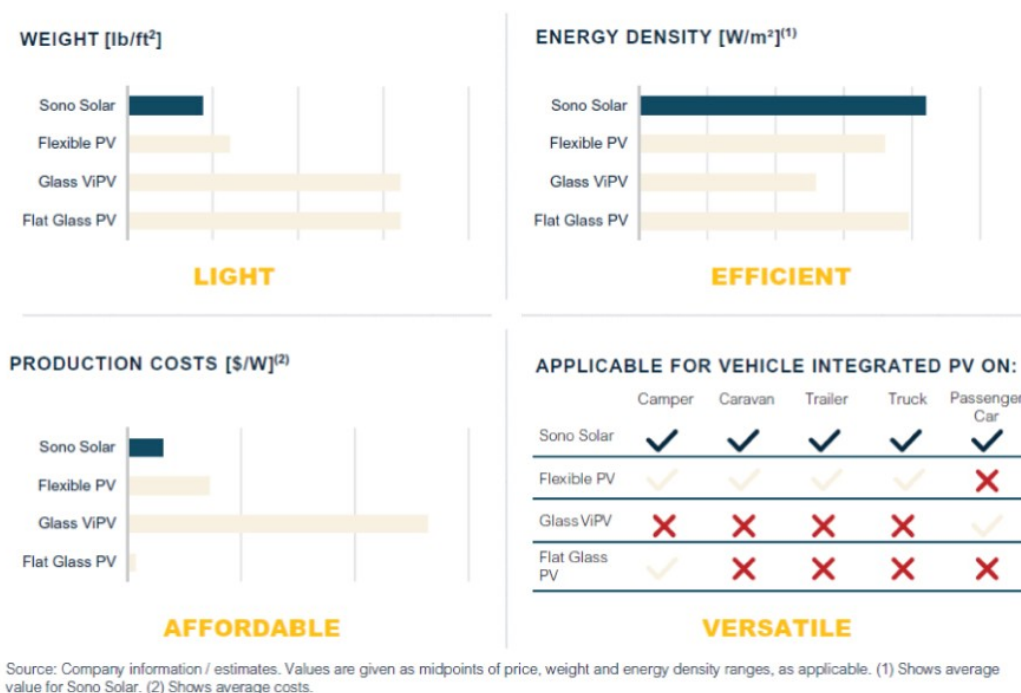 WEIGHT [lb/ft²]
Sono Solar
Flexible PV
Glass ViPV
Flat Glass PV
LIGHT
ENERGY DENSITY [W/m²](1)
Sono Solar
Flexible PV
Glass ViPV
Flat Glass PV
EFFICIENT
PRODUCTION COSTS [$/W](2)
Sono Solar
Flexible PV
Glass ViPV
Flat Glass PV
AFFORDABLE
APPLICABLE FOR VEHICLE INTEGRATED PV ON:
Camper Caravan Trailer Truck Passenger
Car
Sono Solar
Flexible PV
Glass ViPV
Flat Glass
PV
VERSATILE
Source: Company information / estimates. Values are given as midpoints of price, weight and energy density ranges, as applicable. (1) Shows average
value for Sono Solar. (2) Shows average costs.